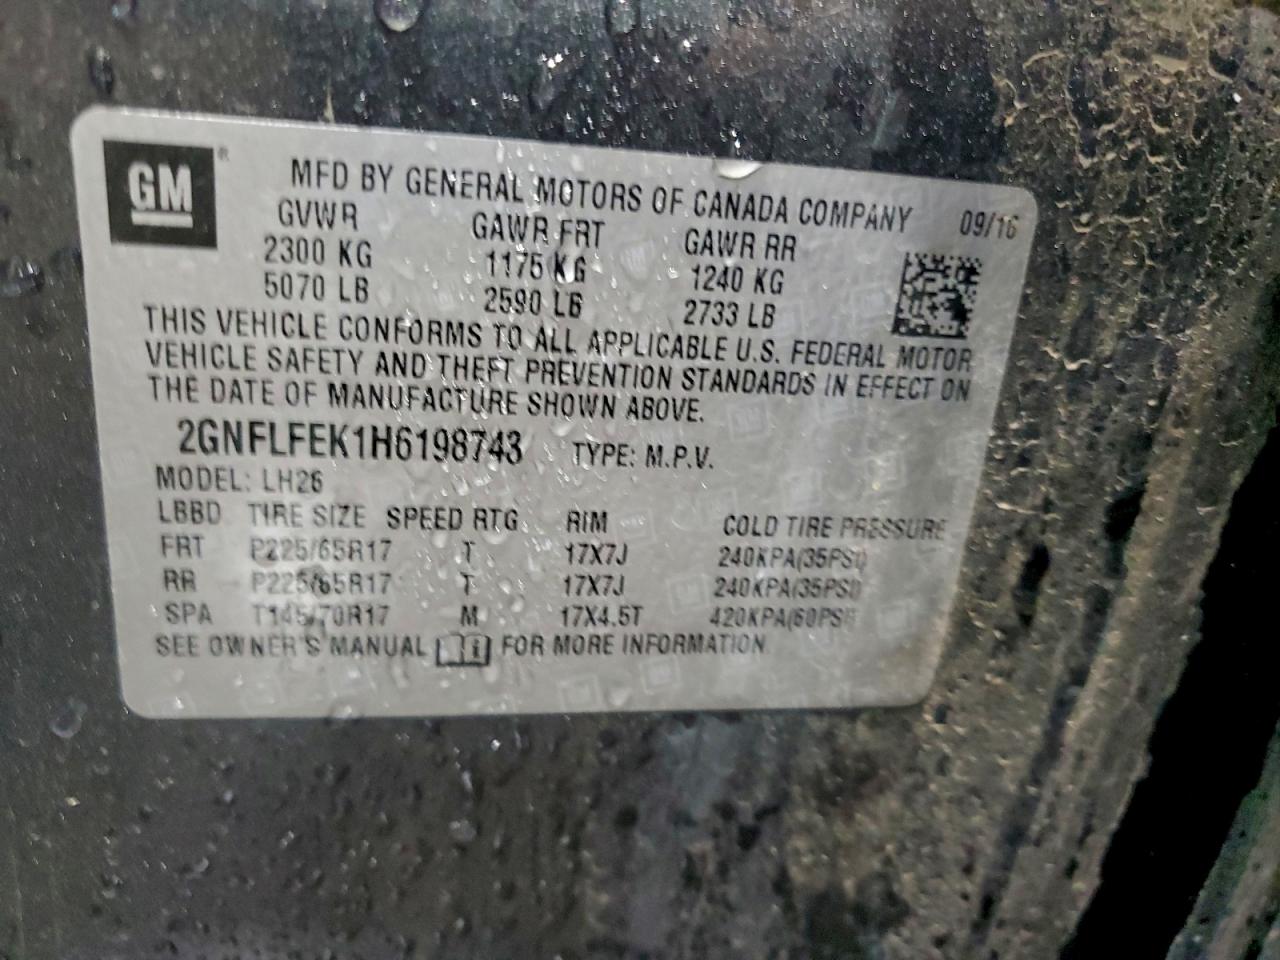 GM®
MFD BY GENERAL MOTORS OF CANADA COMPANY 09/16
GVWR GAWR FRT GAWR RR
2300 KG 1175 KG 1240 KG
5070 LB 2590 LB 2733 LB
THIS VEHICLE CONFORMS TO ALL APPLICABLE U.S. FEDERAL MOTOR
VEHICLE SAFETY AND THEFT PREVENTION STANDARDS IN EFFECT ON
THE DATE OF MANUFACTURE SHOWN ABOVE.
2GNFLFEK1H6198743 TYPE: M.P.V.
MODEL: LH26
LBBD TIRE SIZE SPEED RTG RIM COLD TIRE PRESSURE
FRT P225/65R17 T 17X7J 240KPA(35PSI)
RR P225/65R17 T 17X7J 240KPA(35PSI)
SPA T145/70R17 M 17X4.5T 420KPA(60PSI)
SEE OWNER'S MANUAL FOR MORE INFORMATION